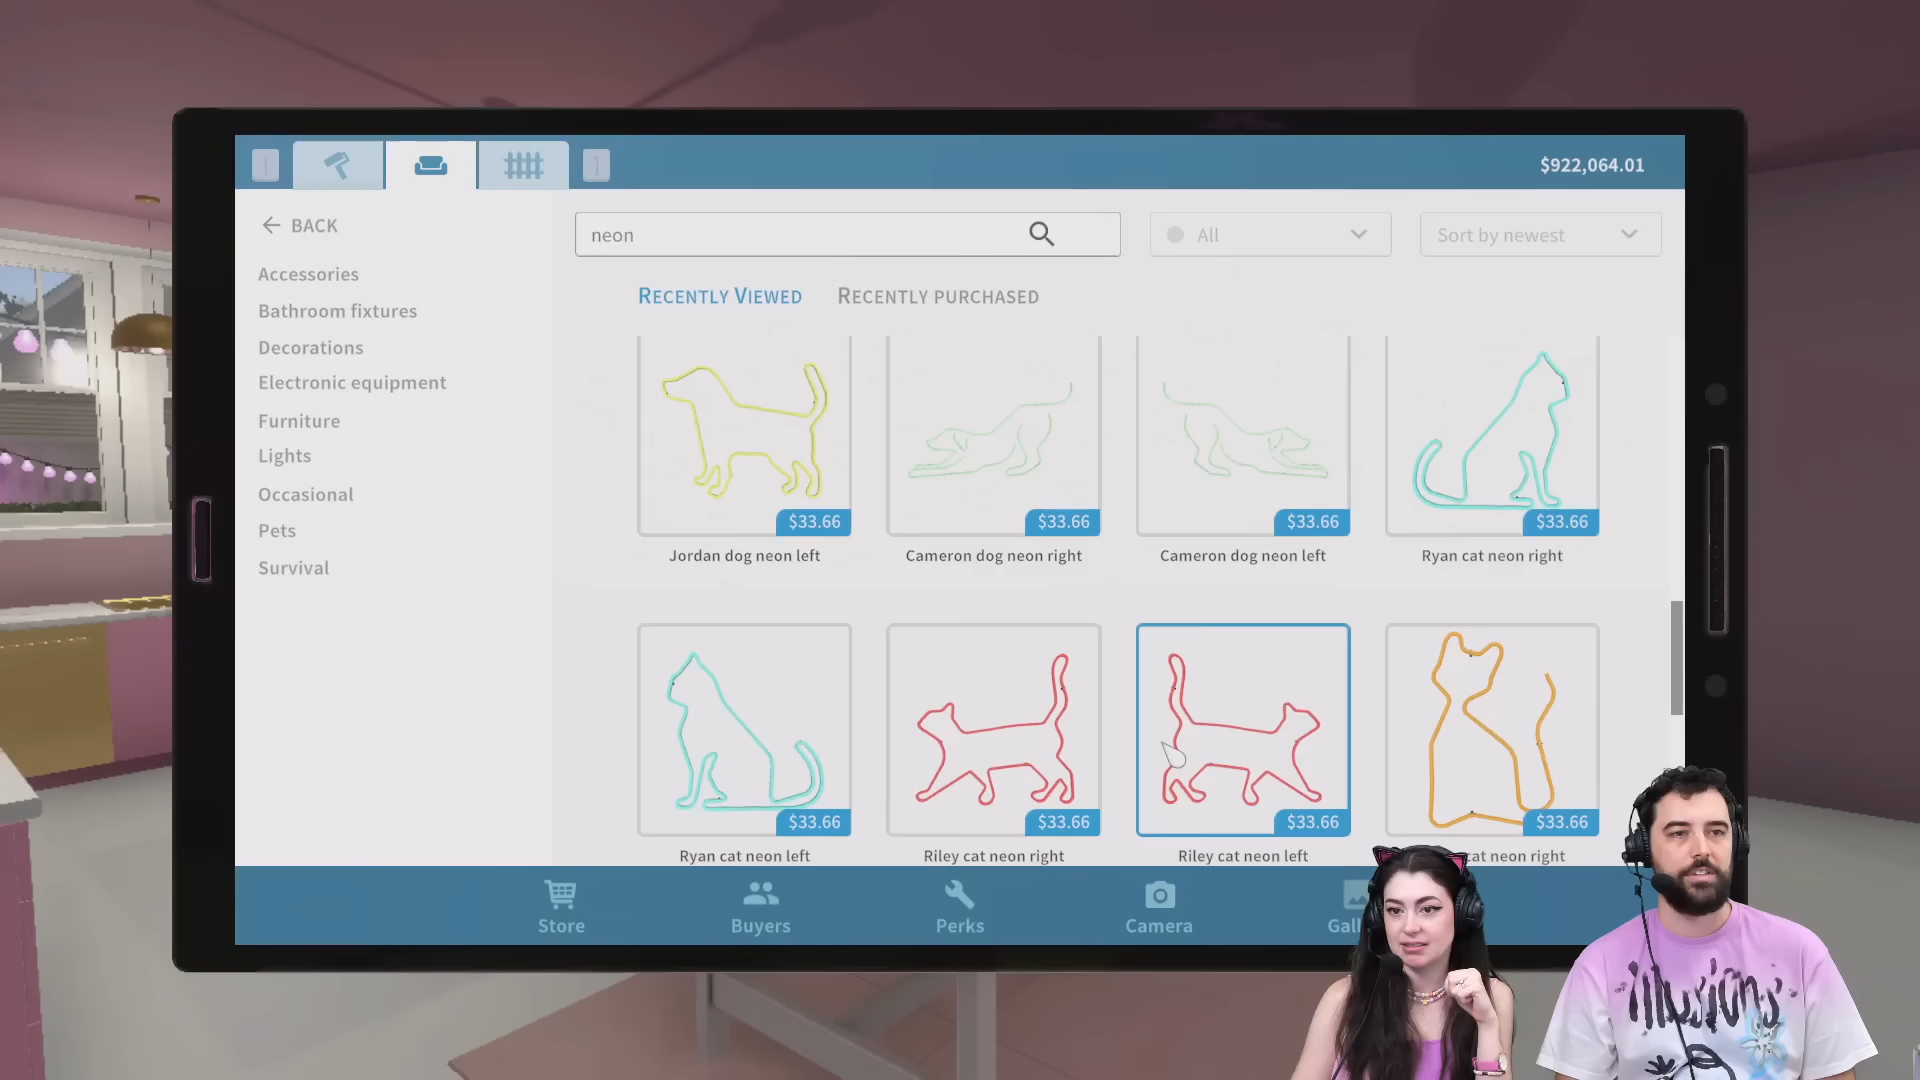 $922,064.01
BACK
neon
All
Sort by newest
Accessories
Bathroom fixtures
Decorations
Electronic equipment
Furniture
Lights
Occasional
Pets
Survival
RECENTLY VIEWED
RECENTLY PURCHASED
$33.66
$33.66
$33.66
$33.66
Jordan dog neon left
Cameron dog neon right
Cameron dog neon left
Ryan cat neon right
$33.66
$33.66
$33.66
$33.66
Ryan cat neon left
Riley cat neon right
Riley cat neon left
cat neon right
Store
Buyers
Perks
Camera
Gall
illusions